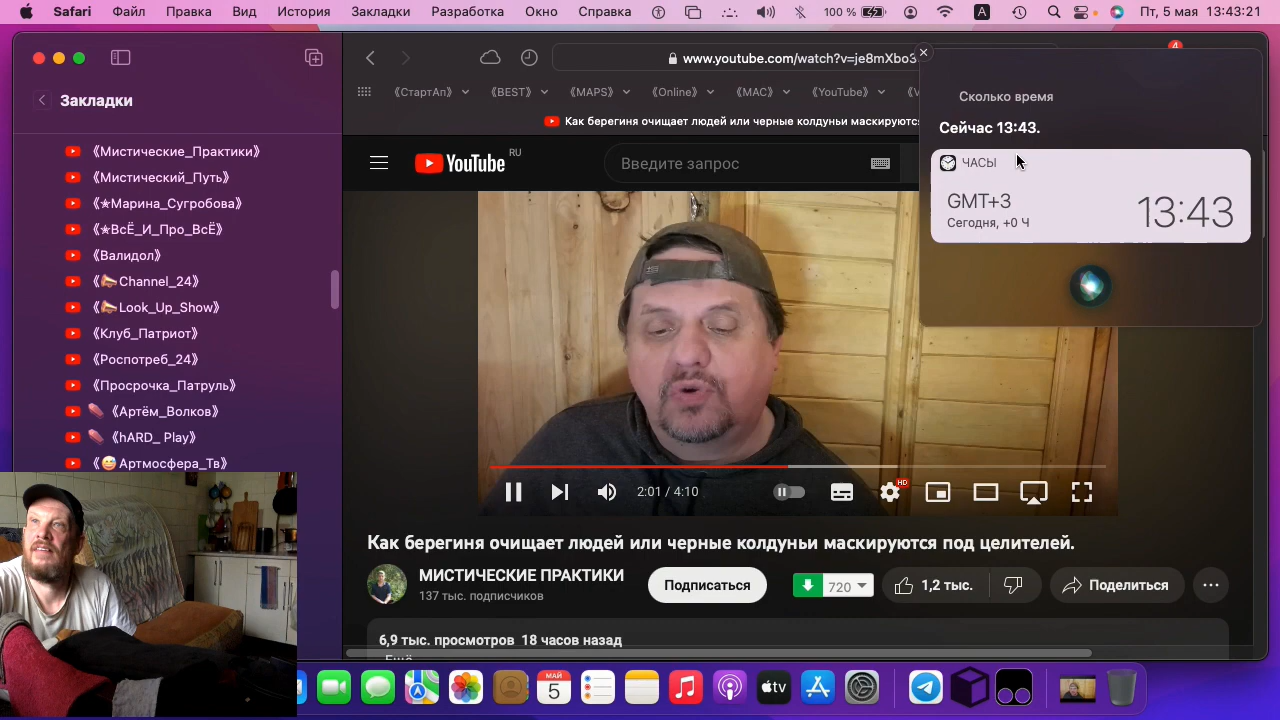 Safari Файл Правка Вид История Закладки Разработка Окно Справка 100 % A Пт, 5 мая 13:43:21
www.youtube.com/watch?v=je8mXbo3
4
Закладки
《СтартАп》 《BEST》 《MAPS》 《Online》 《MAC》 《YouTube》
Как берегиня очищает людей или черные колдуньи маскируются
《Мистические_Практики》
《Мистический_Путь》
《✯Марина_Сугробова》
《✯ВсЁ_И_Про_ВсЁ》
《Валидол》
《Channel_24》
《Look_Up_Show》
《Клуб_Патриот》
《Роспотреб_24》
《Просрочка_Патруль》
《Артём_Волков》
《hARD_ Play》
《😅Артмосфера_Тв》
YouTube RU
Введите запрос
Сколько время
Сейчас 13:43.
ЧАСЫ
GMT+3
Сегодня, +0 Ч
13:43
2:01 / 4:10
HD
Как берегиня очищает людей или черные колдуньи маскируются под целителей.
МИСТИЧЕСКИЕ ПРАКТИКИ
137 тыс. подписчиков
Подписаться
720
1,2 тыс.
Поделиться
6,9 тыс. просмотров 18 часов назад
МАЙ
5
tv